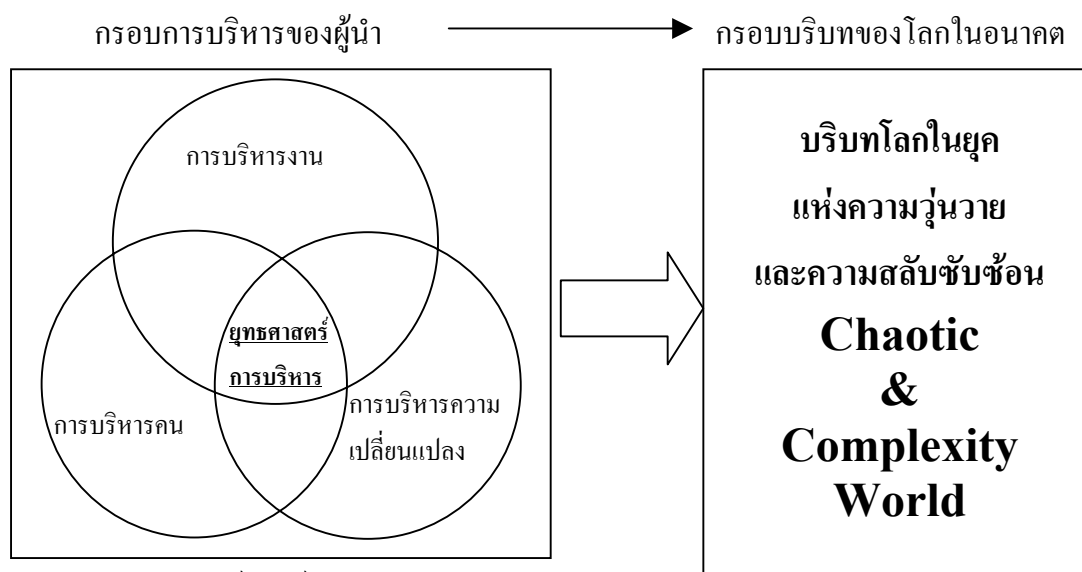 กรอบการบริหารของผู้นำ
กรอบบริบทของโลกในอนาคต
การบริหารงาน
ยุทธศาสตร์
การบริหาร
การบริหารคน
การบริหารความ
เปลี่ยนแปลง
บริบทโลกในยุค
แห่งความวุ่นวาย
และความสลับซับซ้อน
Chaotic
&
Complexity
World